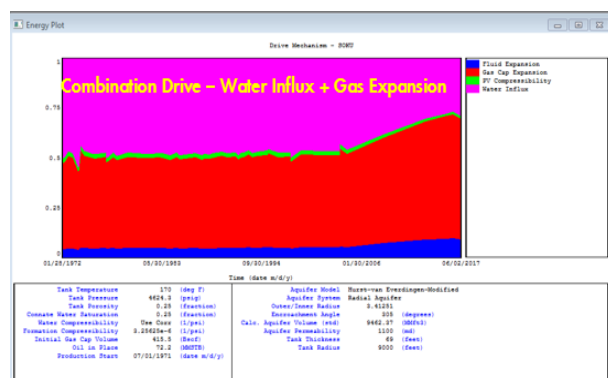 Energy Plot
Drive Mechanism - SOKU
Fluid Expansion
Gas Cap Expansion
PV Compressibility
Water Influx
Combination Drive – Water Influx + Gas Expansion
1
0.75
0.5
0.25
0
01/28/1972 05/30/1983 09/30/1994 01/30/2006 06/02/2017
Time (date m/d/y)
Tank Temperature 170 (deg F)
Tank Pressure 4624.3 (psig)
Tank Porosity 0.25 (fraction)
Connate Water Saturation 0.25 (fraction)
Water Compressibility Use Corr (1/psi)
Formation Compressibility 3.25625e-6 (1/psi)
Initial Gas Cap Volume 415.5 (Bscf)
Oil in Place 72.2 (MMSTB)
Production Start 07/01/1971 (date m/d/y)
Aquifer Model Hurst-van Everdingen-Modified
Aquifer System Radial Aquifer
Outer/Inner Radius 3.41251
Encroachment Angle 305 (degrees)
Calc. Aquifer Volume (std) 9462.37 (MMft3)
Aquifer Permeability 1100 (md)
Tank Thickness 69 (feet)
Tank Radius 9000 (feet)